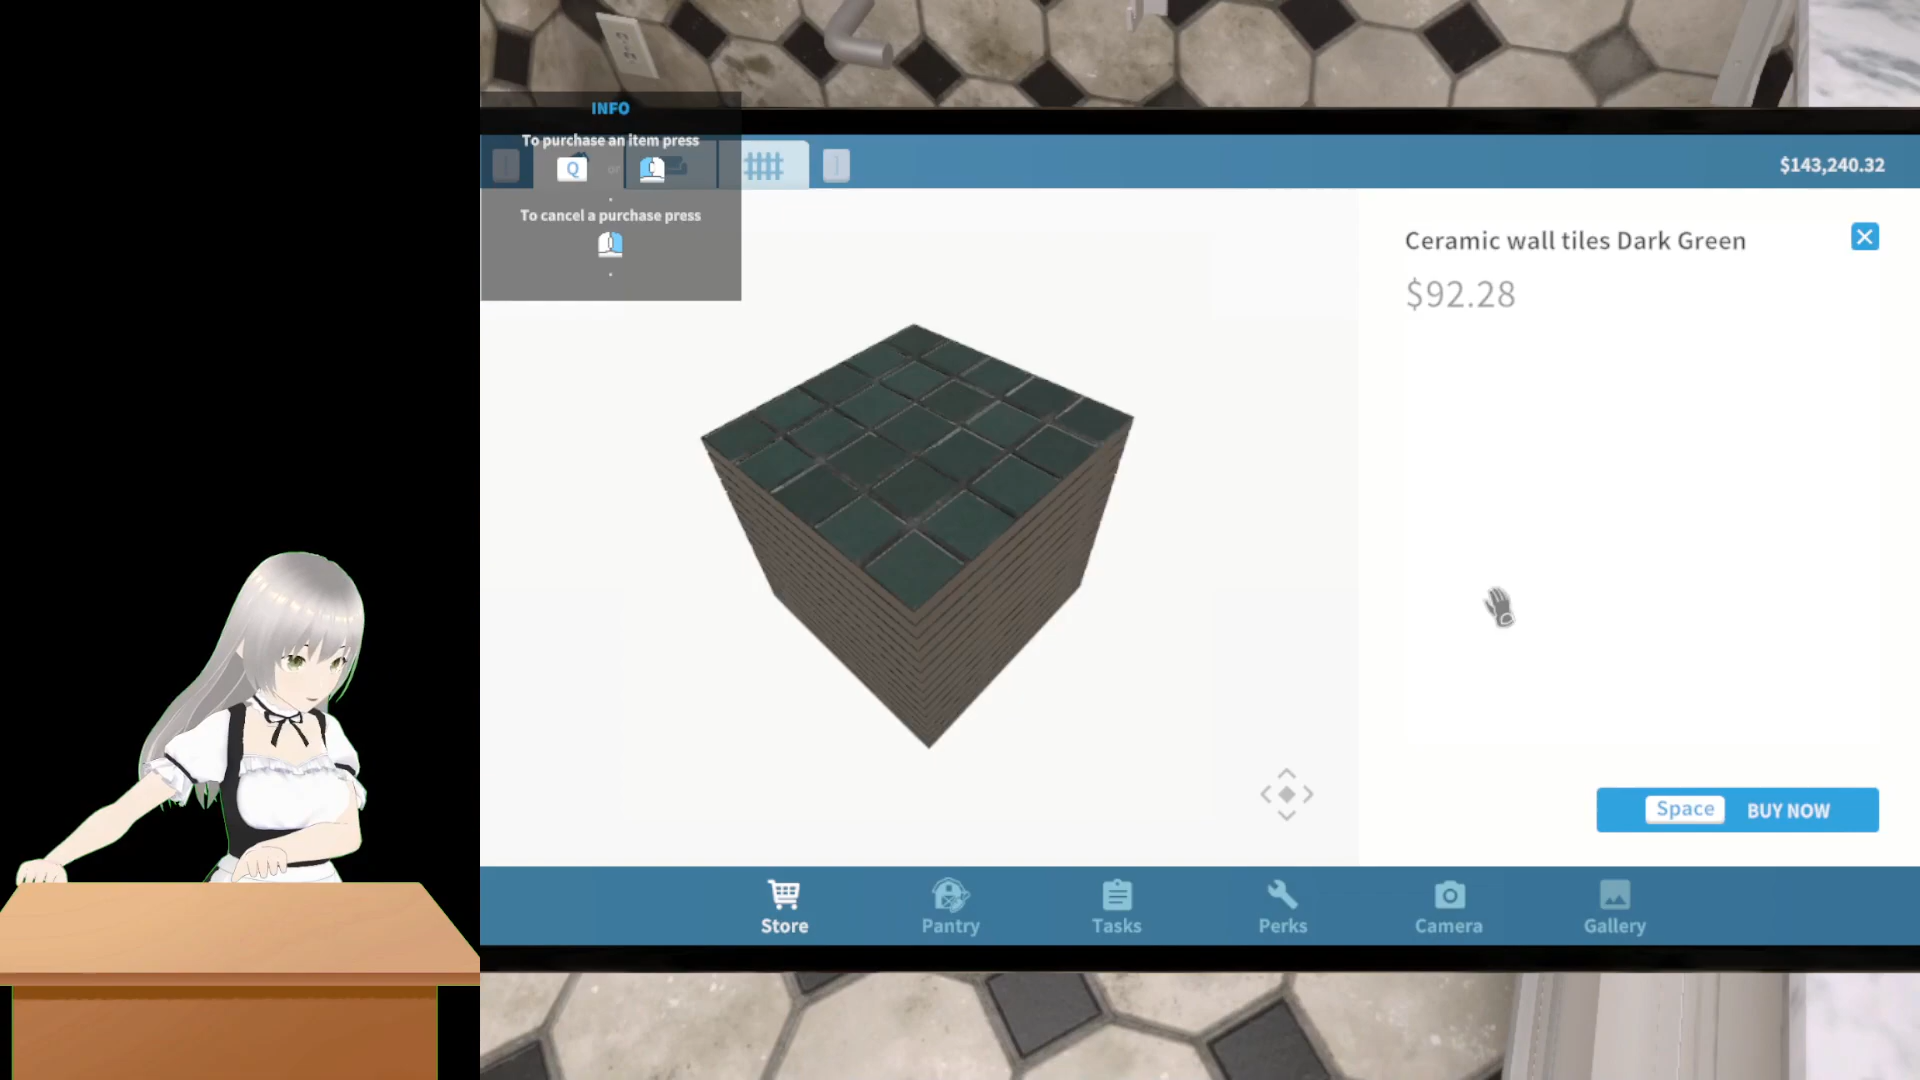 INFO
To purchase an item press
Q or
.
To cancel a purchase press
.
$143,240.32
Ceramic wall tiles Dark Green
$92.28
Space BUY NOW
Store Pantry Tasks Perks Camera Gallery